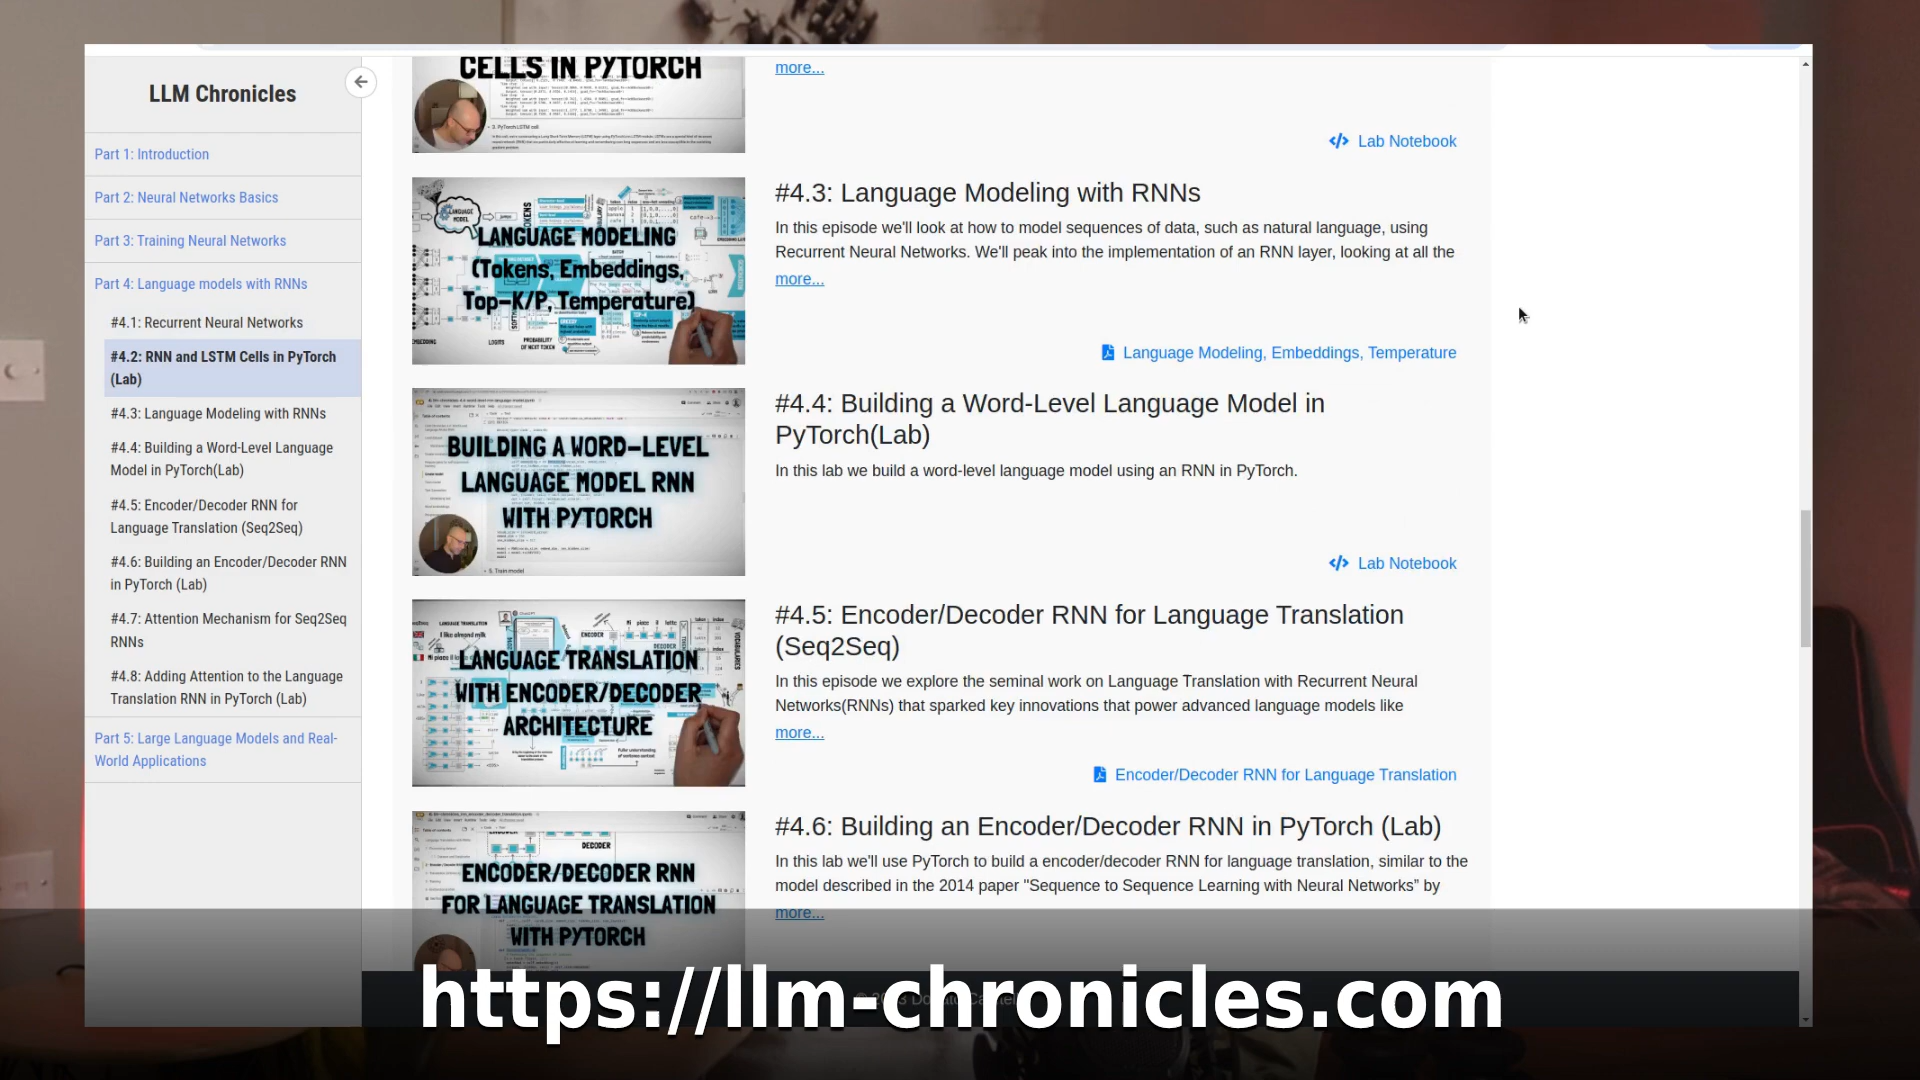 LLM Chronicles
Part 1: Introduction
Part 2: Neural Networks Basics
Part 3: Training Neural Networks
Part 4: Language models with RNNs
#4.1: Recurrent Neural Networks
#4.2: RNN and LSTM Cells in PyTorch
(Lab)
#4.3: Language Modeling with RNNs
#4.4: Building a Word-Level Language
Model in PyTorch(Lab)
#4.5: Encoder/Decoder RNN for
Language Translation (Seq2Seq)
#4.6: Building an Encoder/Decoder RNN
in PyTorch (Lab)
#4.7: Attention Mechanism for Seq2Seq
RNNs
#4.8: Adding Attention to the Language
Translation RNN in PyTorch (Lab)
Part 5: Large Language Models and Real-
World Applications
CELLS IN PYTORCH
more...
Lab Notebook
LANGUAGE MODELING
(Tokens, Embeddings,
Top-K/P, Temperature)
#4.3: Language Modeling with RNNs
In this episode we'll look at how to model sequences of data, such as natural language, using
Recurrent Neural Networks. We'll peak into the implementation of an RNN layer, looking at all the
more...
Language Modeling, Embeddings, Temperature
BUILDING A WORD-LEVEL
LANGUAGE MODEL RNN
WITH PYTORCH
#4.4: Building a Word-Level Language Model in
PyTorch(Lab)
In this lab we build a word-level language model using an RNN in PyTorch.
Lab Notebook
LANGUAGE TRANSLATION
WITH ENCODER/DECODER
ARCHITECTURE
#4.5: Encoder/Decoder RNN for Language Translation
(Seq2Seq)
In this episode we explore the seminal work on Language Translation with Recurrent Neural
Networks(RNNs) that sparked key innovations that power advanced language models like
more...
Encoder/Decoder RNN for Language Translation
DECODER
ENCODER/DECODER RNN
FOR LANGUAGE TRANSLATION
WITH PYTORCH
#4.6: Building an Encoder/Decoder RNN in PyTorch (Lab)
In this lab we'll use PyTorch to build a encoder/decoder RNN for language translation, similar to the
model described in the 2014 paper "Sequence to Sequence Learning with Neural Networks" by
more...
https://llm-chronicles.com